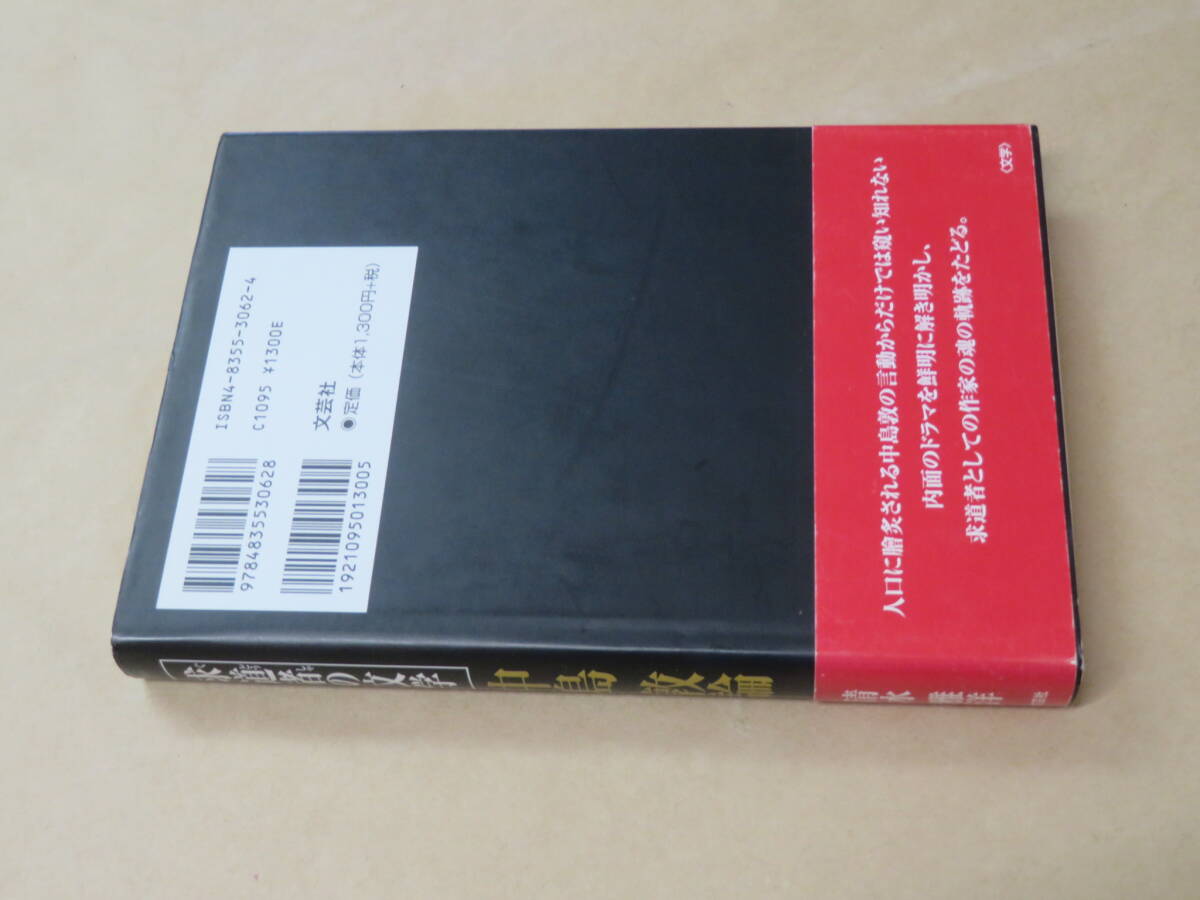 ISBN4-8355-3062-4
C1095 ¥1300E
文芸社
●定価（本体1,300円+税）
9784835530628
1921095013005
人口に膾炙される中島敦の言動からだけでは窺い知れない
内面のドラマを鮮明に解き明かし、
求道者としての作家の魂の軌跡をたどる。
〈文学〉
求道者の文学
中島敦論
清水雅洋